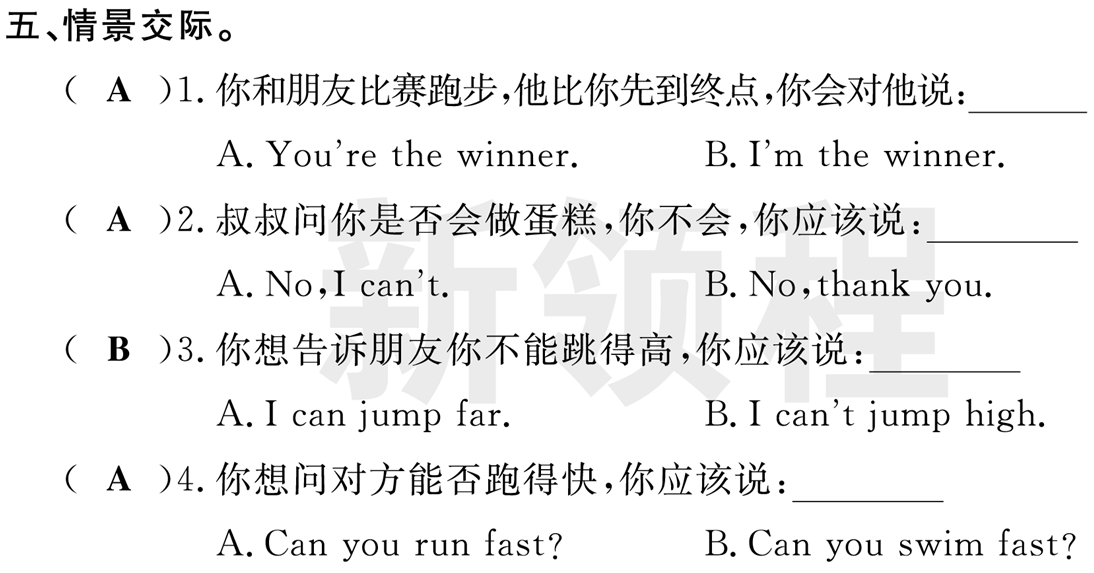 五、情景交际。
( A )1. 你和朋友比赛跑步,他比你先到终点,你会对他说:______
A. You're the winner. B. I'm the winner.
( A )2. 叔叔问你是否会做蛋糕,你不会,你应该说:________
A. No,I can't. B. No,thank you.
( B )3. 你想告诉朋友你不能跳得高,你应该说:________
A. I can jump far. B. I can't jump high.
( A )4. 你想问对方能否跑得快,你应该说:________
A. Can you run fast? B. Can you swim fast?
新领程